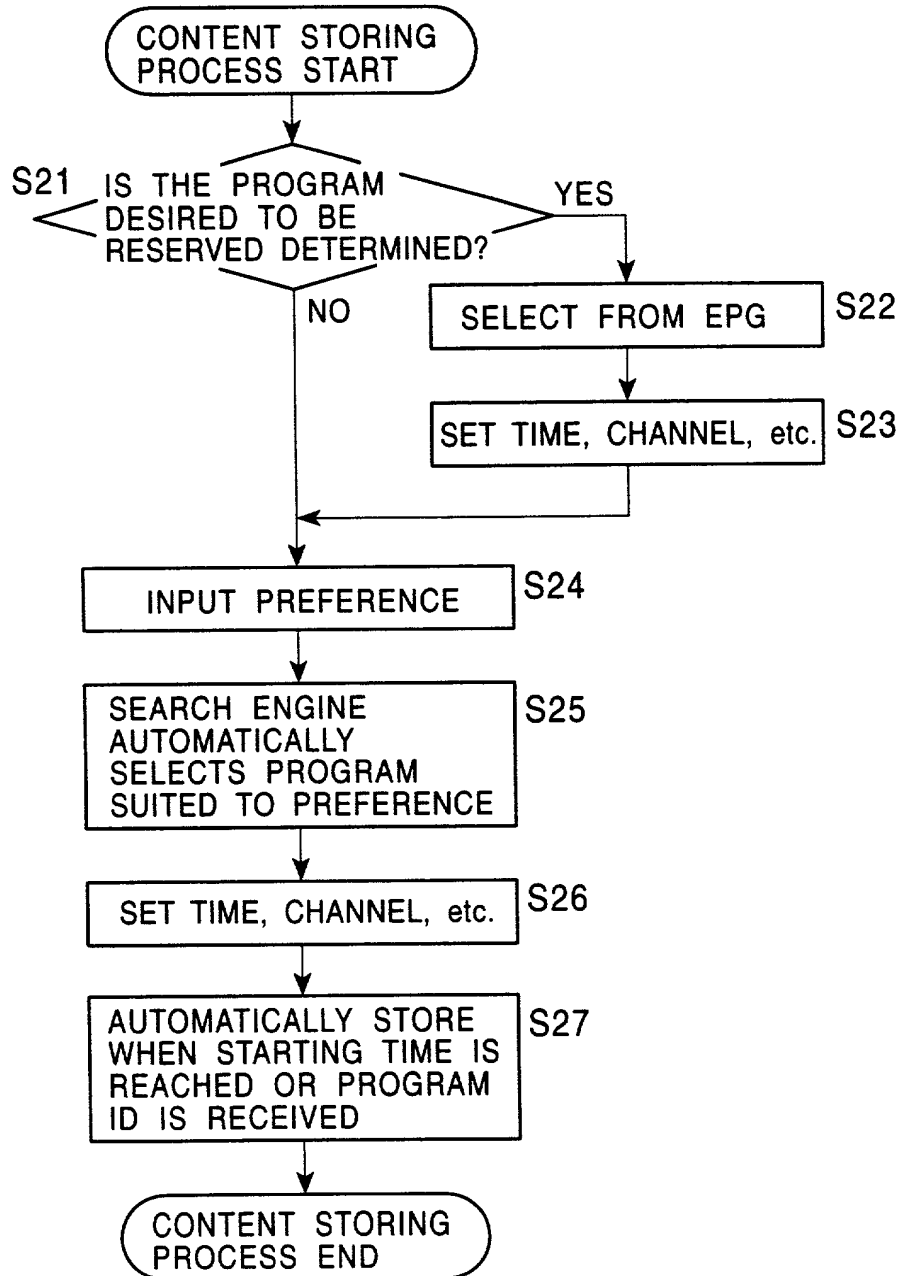 CONTENT STORING
PROCESS START
S21
IS THE PROGRAM
DESIRED TO BE
RESERVED DETERMINED?
YES
NO
SELECT FROM EPG
S22
SET TIME, CHANNEL, etc.
S23
INPUT PREFERENCE
S24
SEARCH ENGINE
AUTOMATICALLY
SELECTS PROGRAM
SUITED TO PREFERENCE
S25
SET TIME, CHANNEL, etc.
S26
AUTOMATICALLY STORE
WHEN STARTING TIME IS
REACHED OR PROGRAM
ID IS RECEIVED
S27
CONTENT STORING
PROCESS END